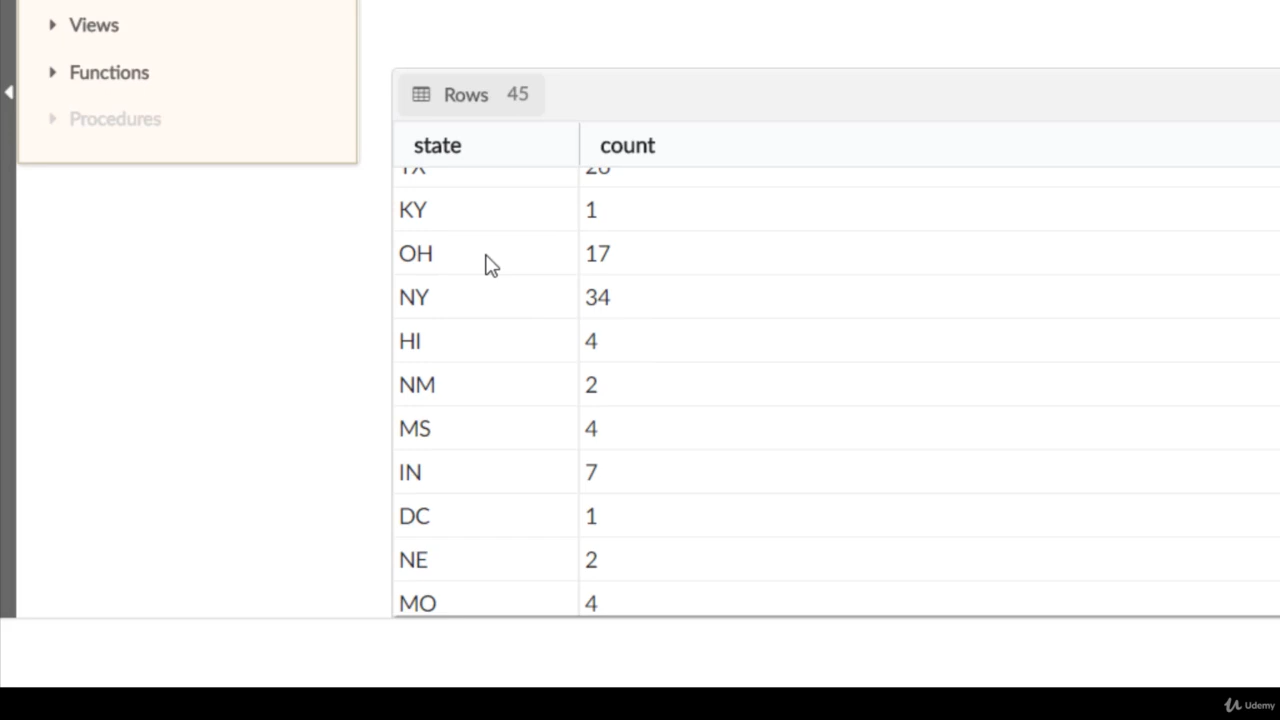 Views
Functions
Procedures
Rows 45
state count
TX
KY 1
OH 17
NY 34
HI 4
NM 2
MS 4
IN 7
DC 1
NE 2
MO 4
Udemy